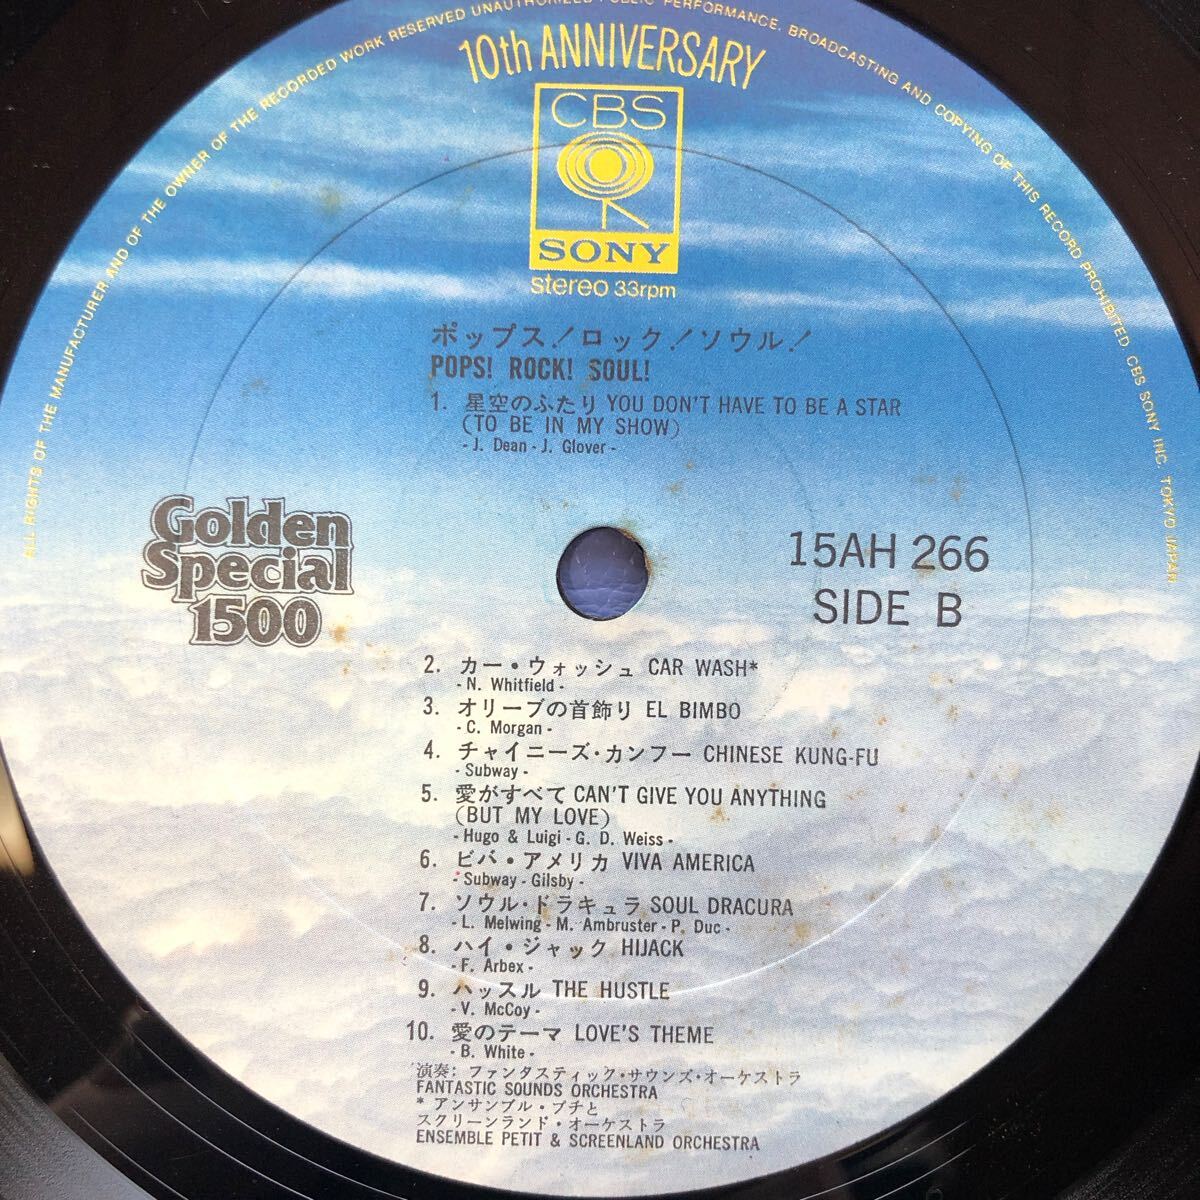 ALL RIGHTS OF THE MANUFACTURER AND OF THE OWNER OF THE RECORDED WORK RESERVED UNAUTHORIZED PUBLIC PERFORMANCE, BROADCASTING AND COPYING OF THIS RECORD PROHIBITED. CBS SONY INC. TOKYO JAPAN
10th ANNIVERSARY
CBS
SONY
stereo 33rpm
ポップス!ロック!ソウル!
POPS! ROCK! SOUL!
1. 星空のふたり YOU DON'T HAVE TO BE A STAR
(TO BE IN MY SHOW)
- J. Dean - J. Glover -
Golden
Special
1500
15AH 266
SIDE B
2. カー・ウォッシュ CAR WASH*
- N. Whitfield -
3. オリーブの首飾り EL BIMBO
- C. Morgan -
4. チャイニーズ・カンフー CHINESE KUNG-FU
- Subway -
5. 愛がすべて CAN'T GIVE YOU ANYTHING
(BUT MY LOVE)
- Hugo & Luigi - G. D. Weiss -
6. ビバ・アメリカ VIVA AMERICA
- Subway - Gilsby -
7. ソウル・ドラキュラ SOUL DRACURA
- L. Melwing - M. Ambruster - P. Duc -
8. ハイ・ジャック HIJACK
- F. Arbex -
9. ハッスル THE HUSTLE
- V. McCoy -
10. 愛のテーマ LOVE'S THEME
- B. White -
演奏: ファンタスティック・サウンズ・オーケストラ
FANTASTIC SOUNDS ORCHESTRA
* アンサンブル・プチと
スクリーンランド・オーケストラ
ENSEMBLE PETIT & SCREENLAND ORCHESTRA